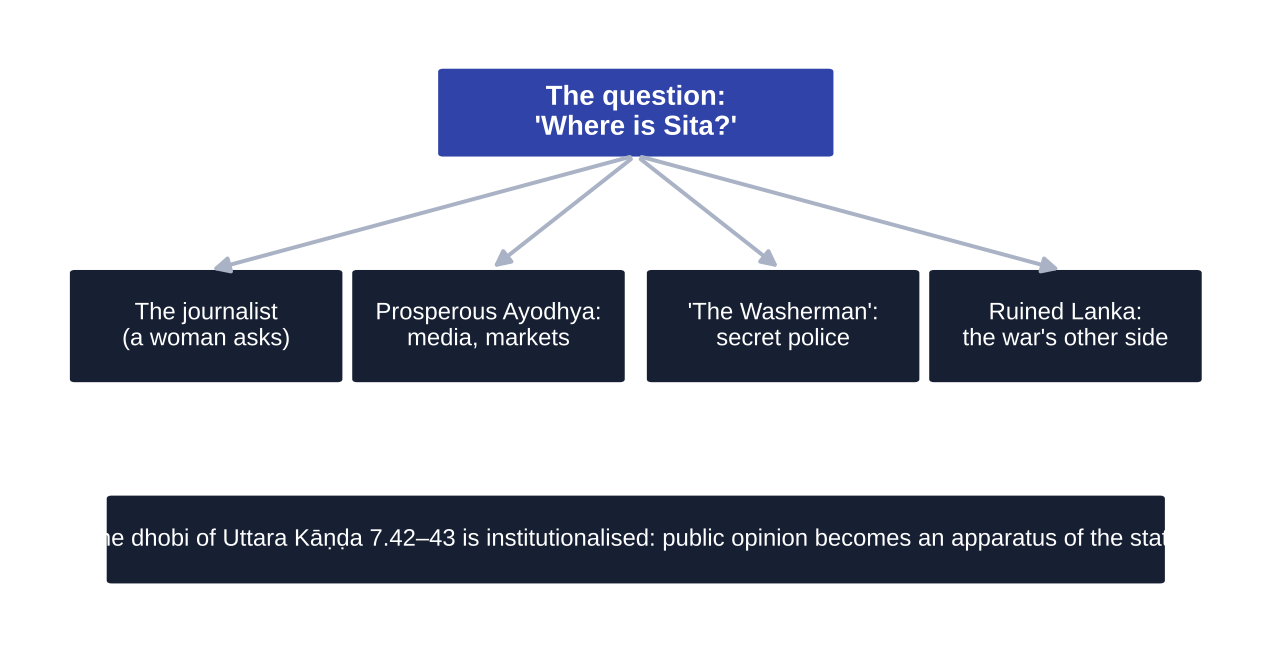 The question:
'Where is Sita?'
The journalist
(a woman asks)
Prosperous Ayodhya:
media, markets
'The Washerman':
secret police
Ruined Lanka:
the war's other side
he dhobi of Uttara Kāṇḍa 7.42–43 is institutionalised: public opinion becomes an apparatus of the stat